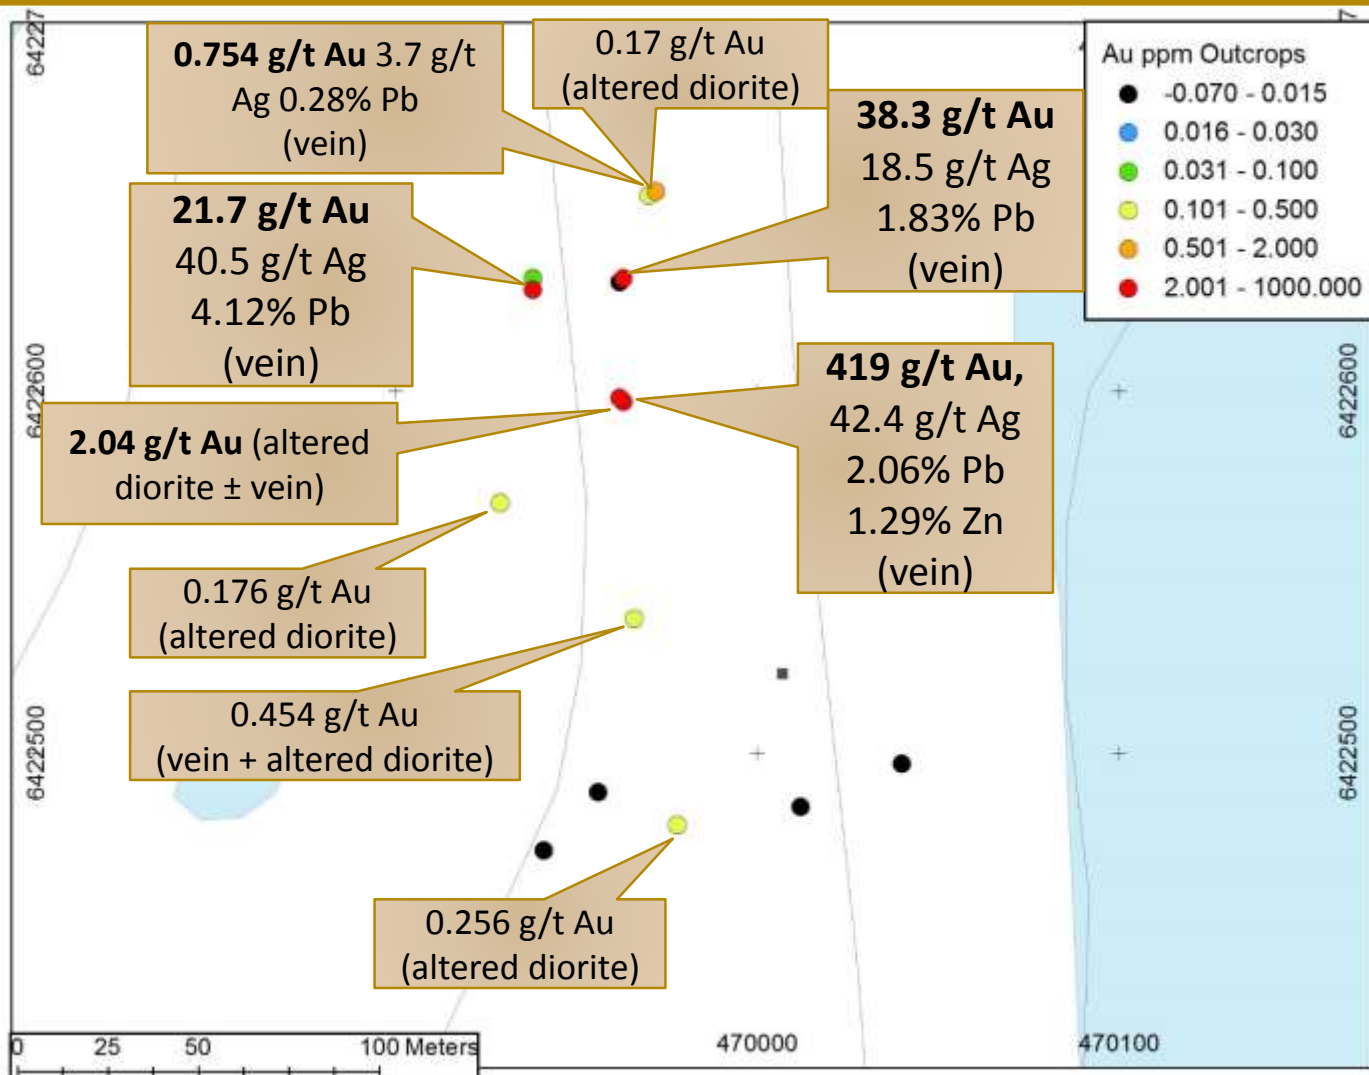 64227
7
0.754 g/t Au 3.7 g/t
Ag 0.28% Pb
(vein)
0.17 g/t Au
(altered diorite)
38.3 g/t Au
18.5 g/t Ag
1.83% Pb
(vein)
Au ppm Outcrops
-0.070 - 0.015
0.016 - 0.030
0.031 - 0.100
0.101 - 0.500
0.501 - 2.000
2.001 - 1000.000
21.7 g/t Au
40.5 g/t Ag
4.12% Pb
(vein)
6422600
6422600
419 g/t Au,
42.4 g/t Ag
2.06% Pb
1.29% Zn
(vein)
2.04 g/t Au (altered
diorite ± vein)
0.176 g/t Au
(altered diorite)
0.454 g/t Au
(vein + altered diorite)
6422500
6422500
0.256 g/t Au
(altered diorite)
0 25 50 100 Meters
470000
470100